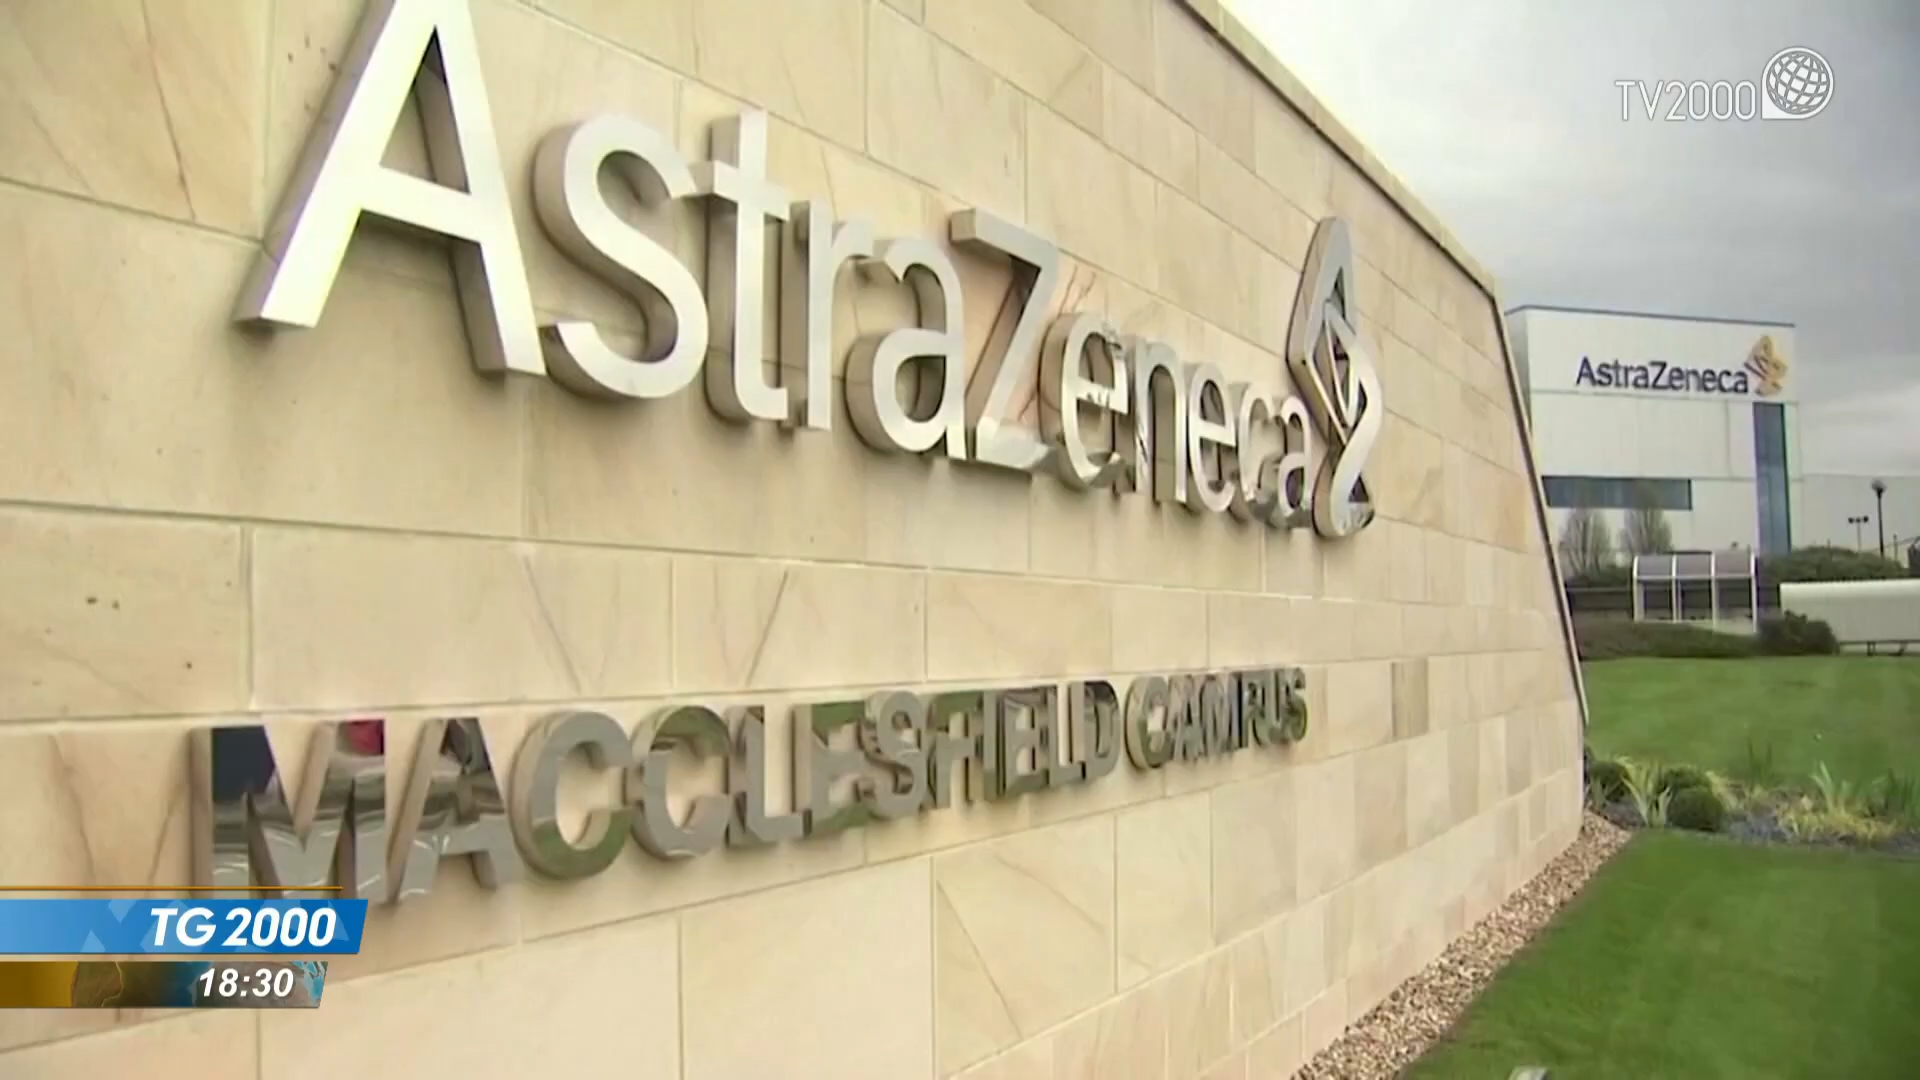 AstraZeneca
MACCLESFIELD CAMPUS
AstraZeneca
TV2000
TG 2000
18:30